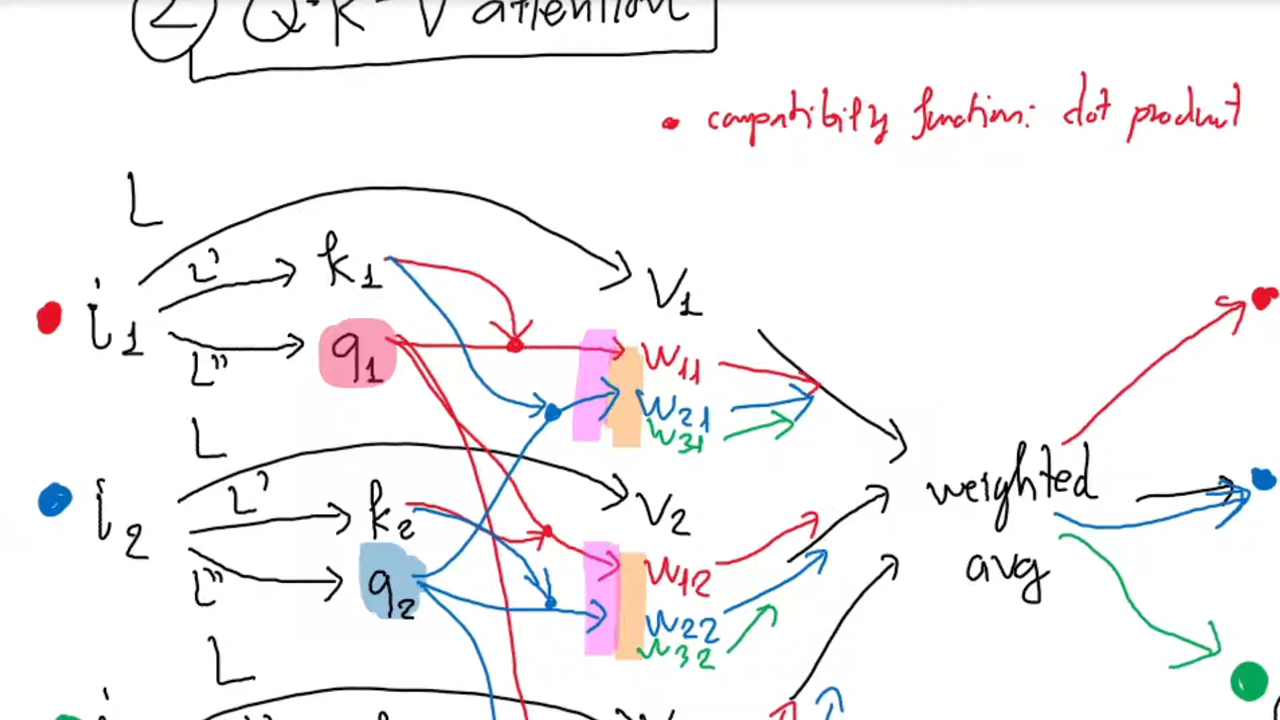 ② Q-K-V attention
• compatibility function: dot product
L
L' k1 V1
i1
L'' q1 W11
W21
W31
L
L' k2 V2
i2 weighted
L'' q2 W12 avg
W22
W32
L